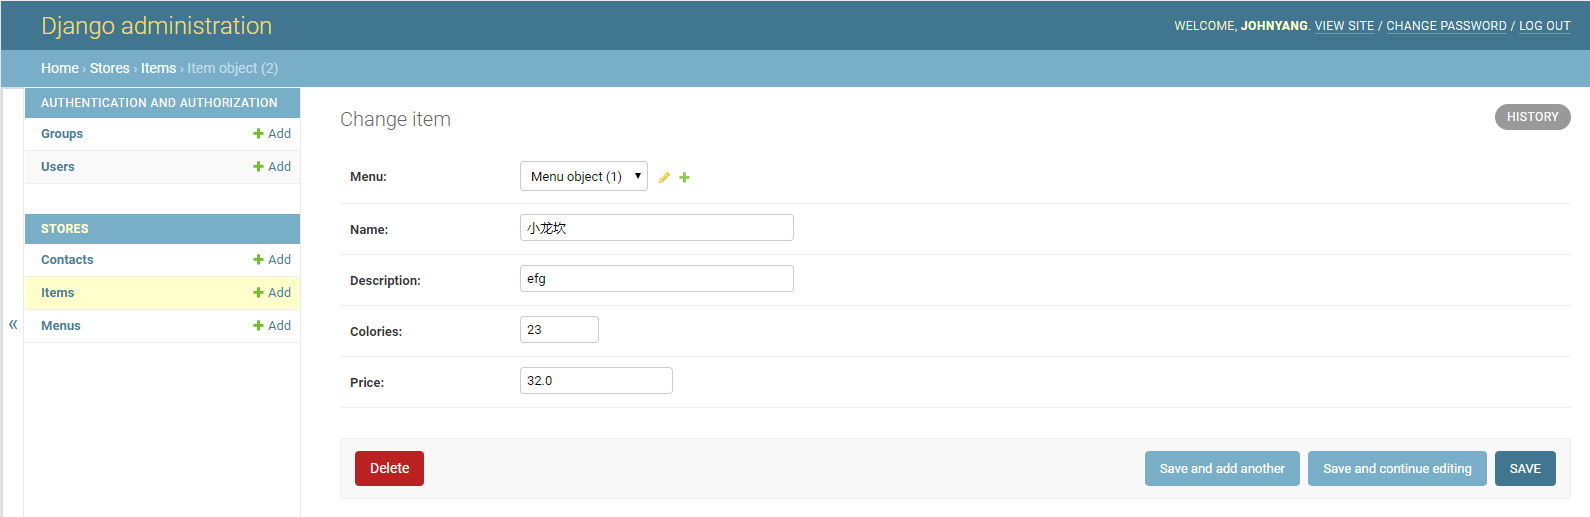 Django administration
WELCOME, JOHNYANG. VIEW SITE / CHANGE PASSWORD / LOG OUT
Home › Stores › Items › Item object (2)
AUTHENTICATION AND AUTHORIZATION
Groups + Add
Users + Add
STORES
Contacts + Add
Items + Add
Menus + Add
«
Change item
HISTORY
Menu: Menu object (1)
Name: 小龙坎
Description: efg
Colories: 23
Price: 32.0
Delete
Save and add another
Save and continue editing
SAVE